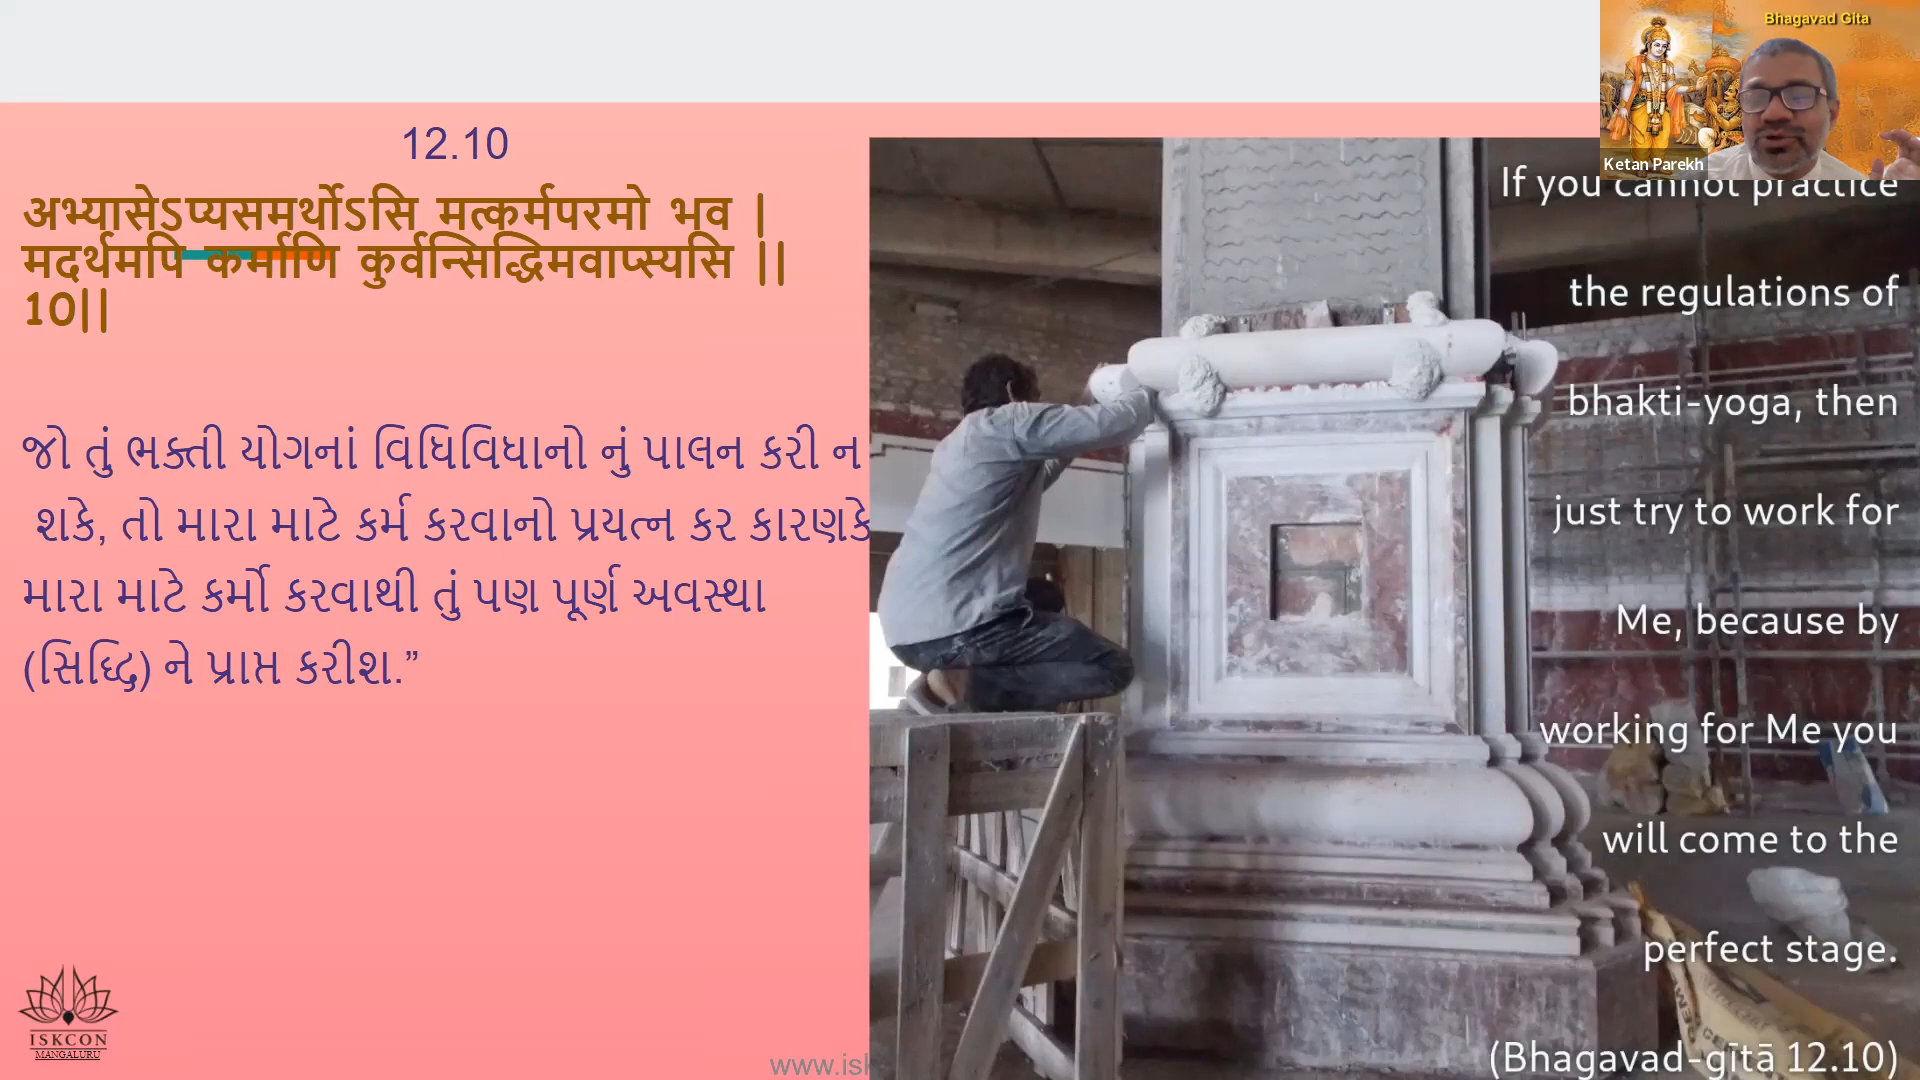 12.10
अभ्यासेऽप्यसमर्थोऽसि मत्कर्मपरमो भव |
मदर्थमपि कर्माणि कुर्वन्सिद्धिमवाप्स्यसि ||
10||
જો તું ભક્તી યોગનાં વિધિવિધાનો નું પાલન કરી ન
શકે, તો મારા માટે કર્મ કરવાનો પ્રયત્ન કર કારણકે
મારા માટે કર્મો કરવાથી તું પણ પૂર્ણ અવસ્થા
(સિધ્ધિ) ને પ્રાપ્ત કરીશ.”
ISKCON
MANGALURU
www.isk
Bhagavad Gita
Ketan Parekh
If you cannot practice
the regulations of
bhakti-yoga, then
just try to work for
Me, because by
working for Me you
will come to the
perfect stage.
(Bhagavad-gītā 12.10)